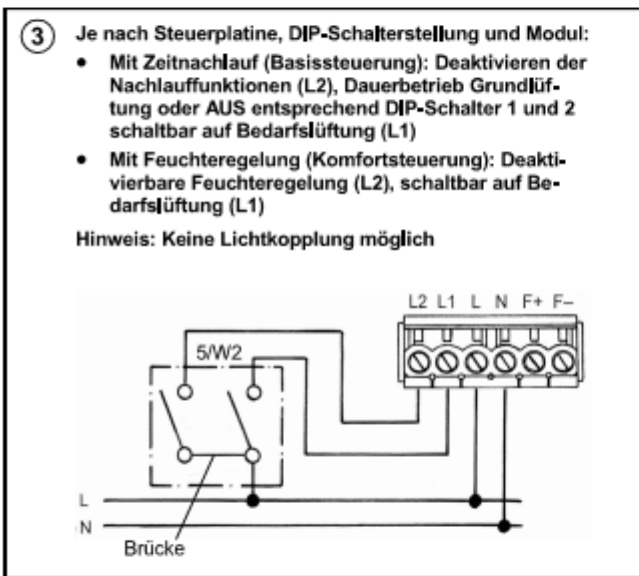 3 Je nach Steuerplatine, DIP-Schalterstellung und Modul:
• Mit Zeitnachlauf (Basissteuerung): Deaktivieren der
Nachlauffunktionen (L2), Dauerbetrieb Grundlüf-
tung oder AUS entsprechend DIP-Schalter 1 und 2
schaltbar auf Bedarfslüftung (L1)
• Mit Feuchteregelung (Komfortsteuerung): Deakti-
vierbare Feuchteregelung (L2), schaltbar auf Be-
darfslüftung (L1)
Hinweis: Keine Lichtkopplung möglich
L2 L1 L N F+ F–
5/W2
L
N
Brücke